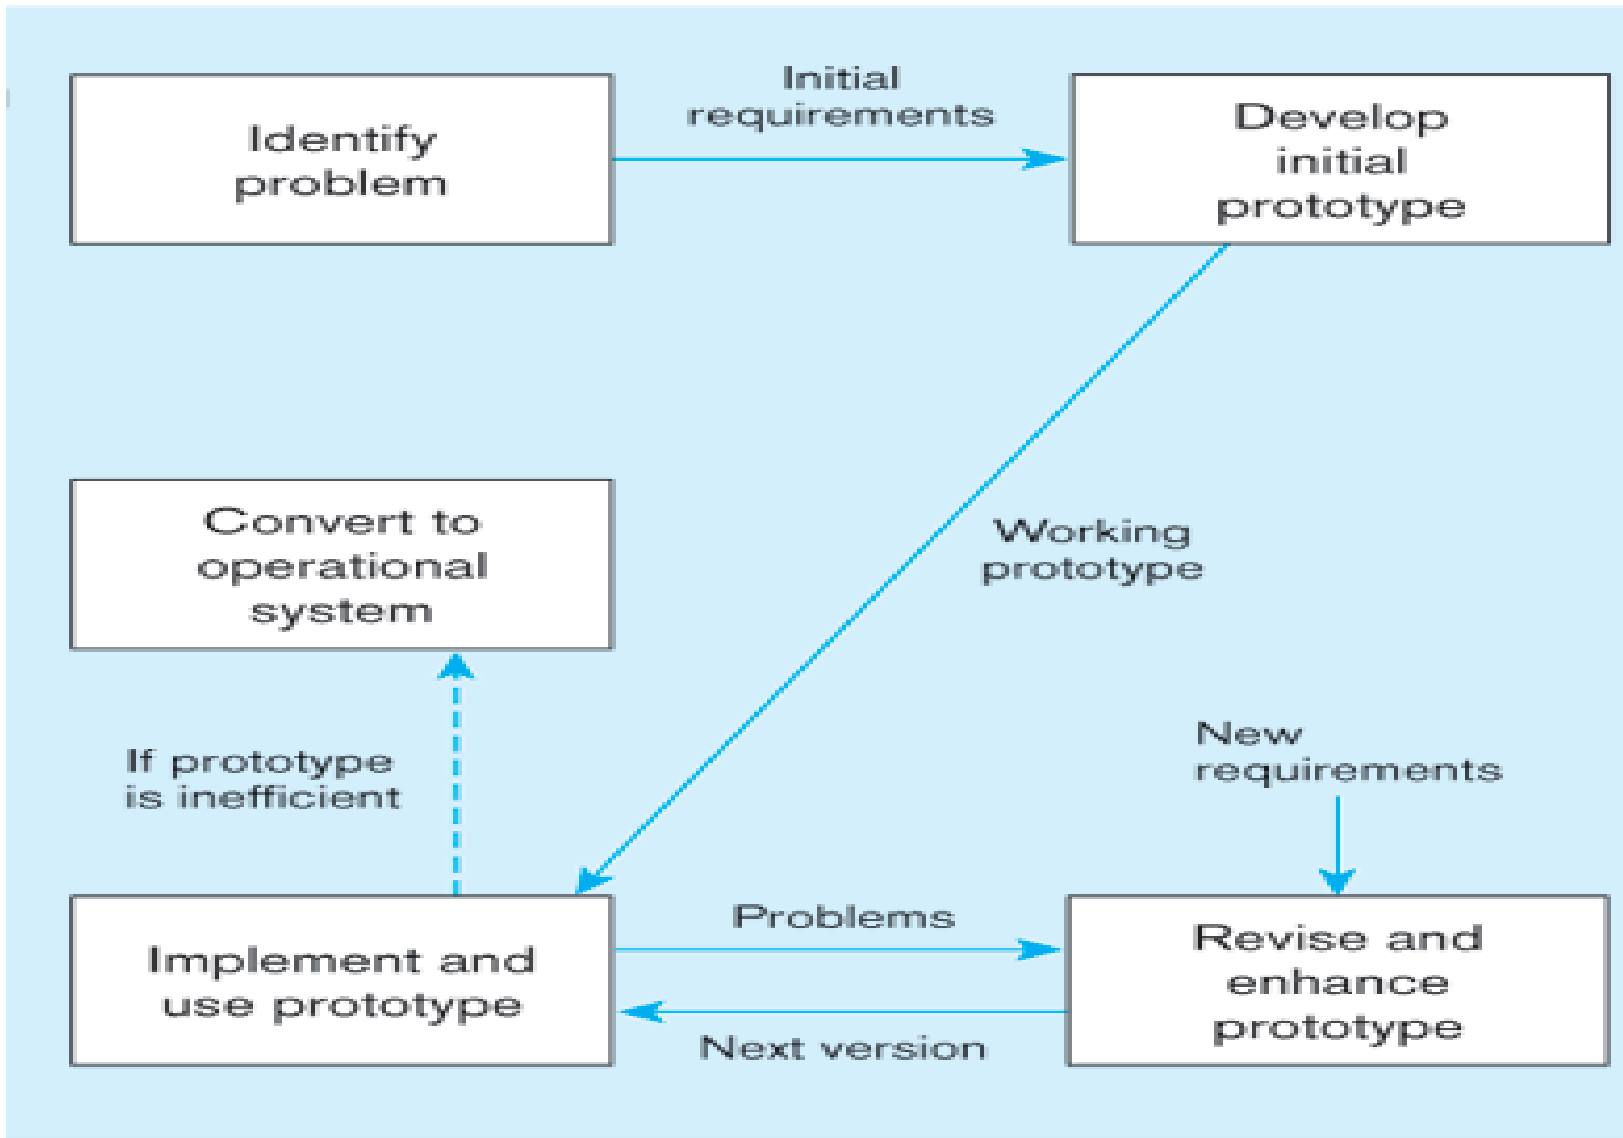 Identify
problem
Initial
requirements
Develop
initial
prototype
Working
prototype
Convert to
operational
system
If prototype
is inefficient
Implement and
use prototype
Problems
Next version
New
requirements
Revise and
enhance
prototype